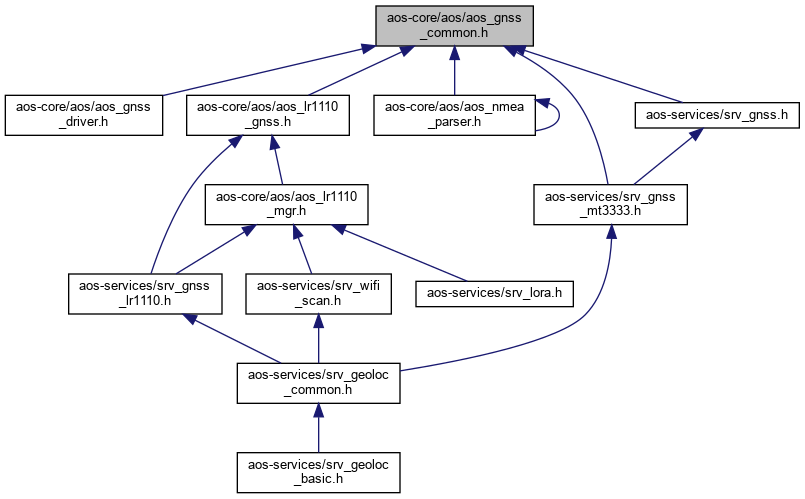 aos-core/aos/aos_gnss
_common.h
aos-core/aos/aos_gnss
_driver.h
aos-core/aos/aos_lr1110
_gnss.h
aos-core/aos/aos_nmea
_parser.h
aos-services/srv_gnss.h
aos-core/aos/aos_lr1110
_mgr.h
aos-services/srv_gnss
_mt3333.h
aos-services/srv_gnss
_lr1110.h
aos-services/srv_wifi
_scan.h
aos-services/srv_lora.h
aos-services/srv_geoloc
_common.h
aos-services/srv_geoloc
_basic.h